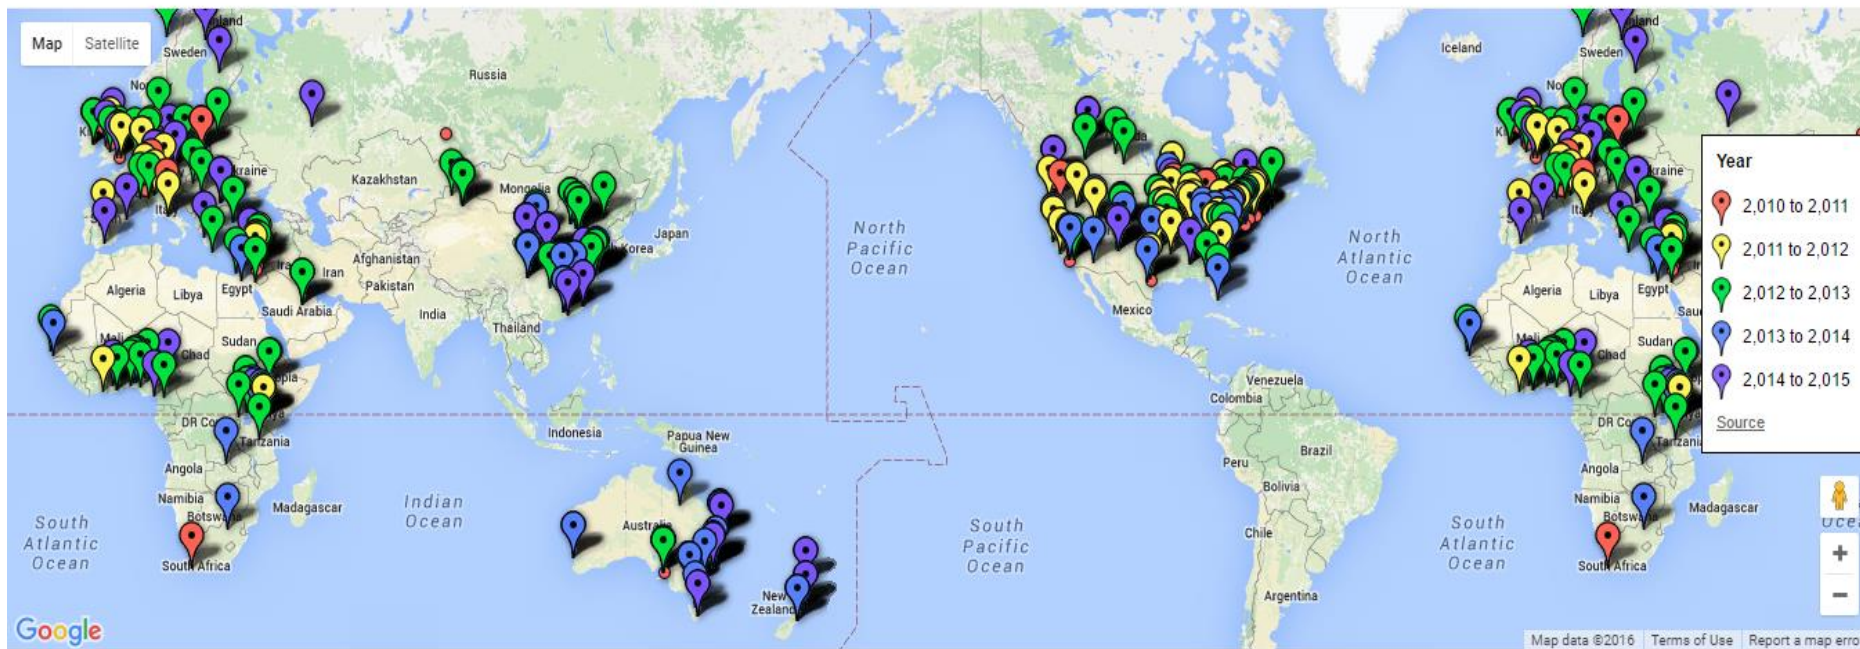 Map
Satellite
Sweden
Russia
Kazakhstan
Mongolia
Japan
Korea
Afghanistan
Iran
Pakistan
Algeria
Libya
Egypt
Saudi Arabia
India
Thailand
Mali
Chad
Sudan
Tanzania
Indonesia
Papua New
Guinea
Angola
Namibia
Botswana
Madagascar
South Africa
Australia
New
Zealand
South
Atlantic
Ocean
Indian
Ocean
North
Pacific
Ocean
South
Pacific
Ocean
North
Atlantic
Ocean
Mexico
Venezuela
Colombia
Peru
Brazil
Bolivia
Chile
Argentina
Iceland
Sweden
Algeria
Libya
Egypt
Mali
Chad
Sudan
Tanzania
Angola
Namibia
Botswana
Madagascar
South Africa
South
Atlantic
Ocean
Year
2,010 to 2,011
2,011 to 2,012
2,012 to 2,013
2,013 to 2,014
2,014 to 2,015
Source
+
−
Google
Map data ©2016
Terms of Use
Report a map erro